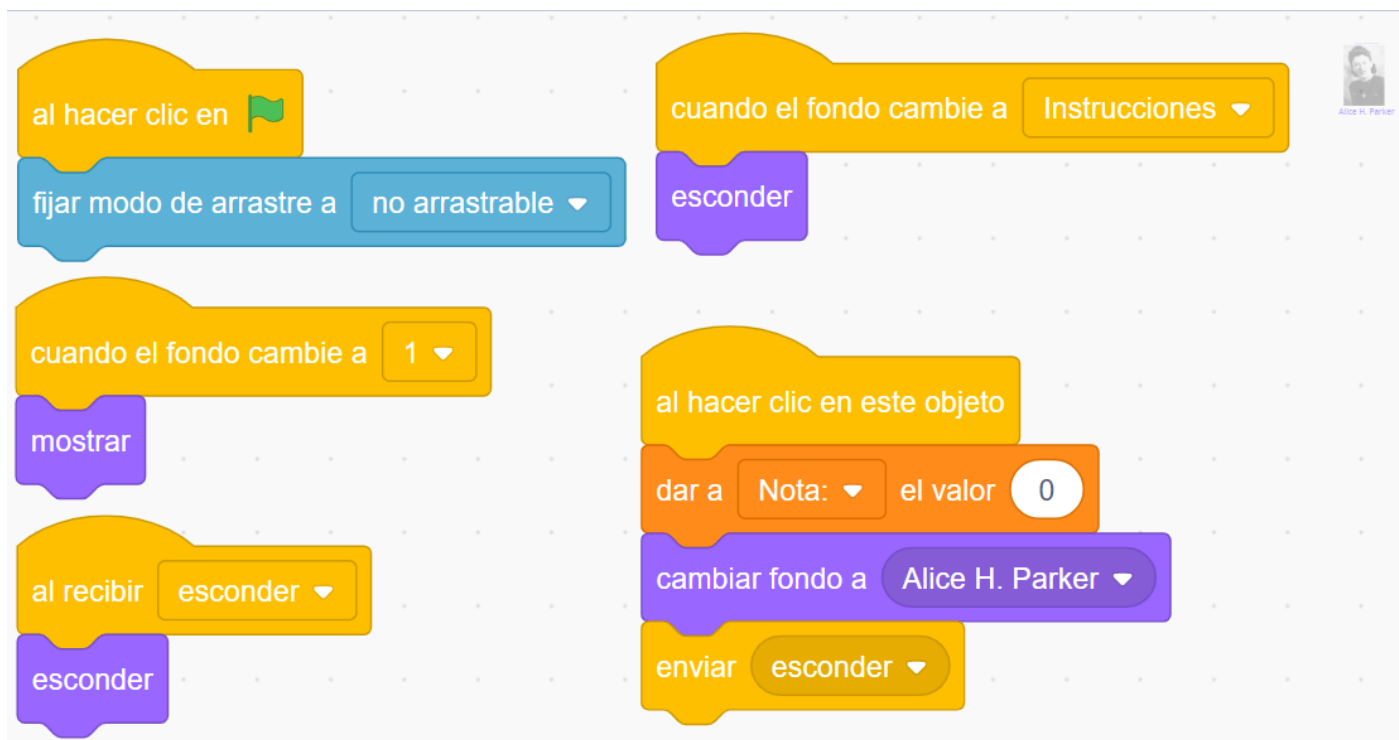 al hacer clic en
fijar modo de arrastre a no arrastrable
cuando el fondo cambie a 1
mostrar
al recibir esconder
esconder
cuando el fondo cambie a Instrucciones
esconder
al hacer clic en este objeto
dar a Nota: el valor 0
cambiar fondo a Alice H. Parker
enviar esconder
Alice H. Parker